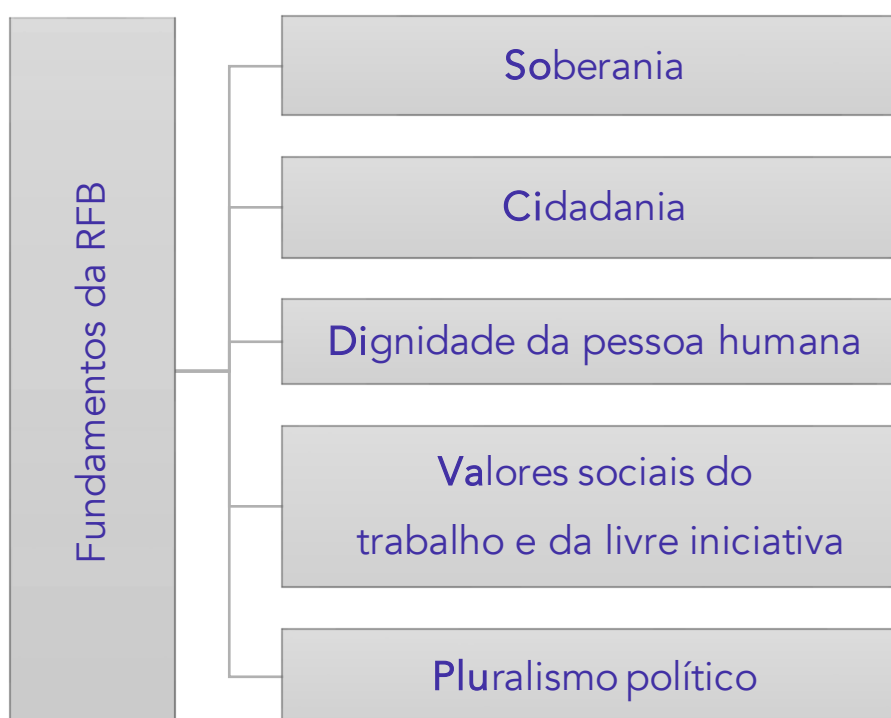 Fundamentos da RFB
Soberania
Cidadania
Dignidade da pessoa humana
Valores sociais do
trabalho e da livre iniciativa
Pluralismo político